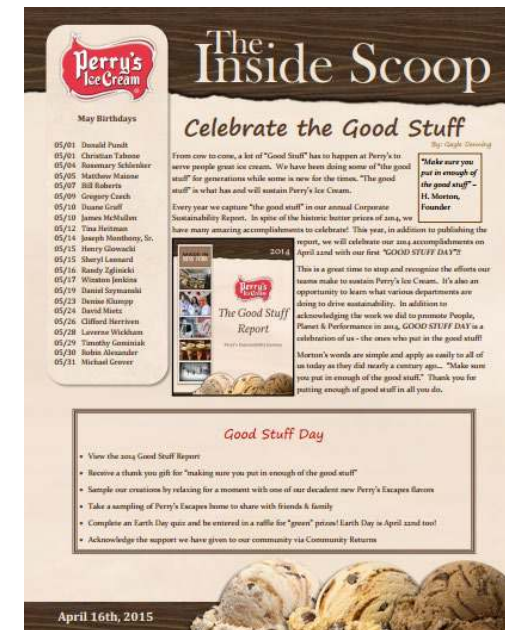 Perry's
Ice Cream
The
Inside Scoop
May Birthdays
05/01 Donald Pundt
05/01 Christian Tabone
05/04 Rosemary Schlenker
05/05 Matthew Maione
05/07 Bill Roberts
05/09 Gregory Czech
05/10 Duane Graff
05/10 James McMullen
05/12 Tina Heitman
05/14 Joseph Monthony, Sr.
05/15 Henry Glowacki
05/15 Sheryl Leonard
05/16 Randy Zglinicki
05/17 Winston Jenkins
05/19 Daniel Szymanski
05/23 Denise Klumpp
05/24 David Mietz
05/26 Clifford Herriven
05/28 Laverne Wickham
05/29 Timothy Gominiak
05/30 Robin Alexander
05/31 Michael Grover
Celebrate the Good Stuff
By: Gayle
From cow to cone, a lot of "Good Stuff" has to happen at Perry's to
serve people great ice cream. We have been doing some of "the good
stuff" for generations while some is new for the times. "The good
stuff" is what has and will sustain Perry's Ice Cream.
"Make sure you
put in enough of
the good stuff" –
H. Morton,
Founder
Every year we capture "the good stuff" in our annual Corporate
Sustainability Report. In spite of the historic butter prices of 2014, we
have many amazing accomplishments to celebrate! This year, in addition to publishing the
report, we will celebrate our 2014 accomplishments on
April 22nd with our first "GOOD STUFF DAY"!!
This is a great time to stop and recognize the efforts our
teams make to sustain Perry's Ice Cream. It's also an
opportunity to learn what various departments are
doing to drive sustainability. In addition to
acknowledging the work we did to promote People,
Planet & Performance in 2014, GOOD STUFF DAY is a
celebration of us - the ones who put in the good stuff!
Morton's words are simple and apply as easily to all of
us today as they did nearly a century ago... "Make sure
you put in enough of the good stuff." Thank you for
putting enough of good stuff in all you do.
2014
Perry's
Ice Cream
The Good Stuff
Report
Good Stuff Day
• View the 2014 Good Stuff Report
• Receive a thank you gift for "making sure you put in enough of the good stuff"
• Sample our creations by relaxing for a moment with one of our decadent new Perry's Escapes flavors
• Take a sampling of Perry's Escapes home to share with friends & family
• Complete an Earth Day quiz and be entered in a raffle for "green" prizes! Earth Day is April 22nd too!
• Acknowledge the support we have given to our community via Community Returns
April 16th, 2015